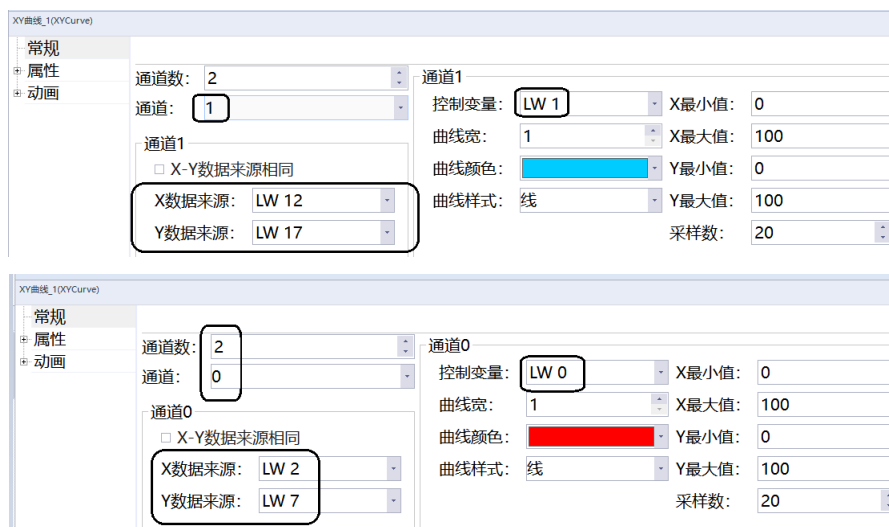 XY曲线_1(XYCurve)
常规
属性
动画
通道数： 2
通道： 1
通道1
X-Y数据来源相同
X数据来源： LW 12
Y数据来源： LW 17
通道1
控制变量： LW 1 X最小值： 0
曲线宽： 1 X最大值： 100
曲线颜色： Y最小值： 0
曲线样式： 线 Y最大值： 100
采样数： 20
XY曲线_1(XYCurve)
常规
属性
动画
通道数： 2
通道： 0
通道0
X-Y数据来源相同
X数据来源： LW 2
Y数据来源： LW 7
通道0
控制变量： LW 0 X最小值： 0
曲线宽： 1 X最大值： 100
曲线颜色： Y最小值： 0
曲线样式： 线 Y最大值： 100
采样数： 20